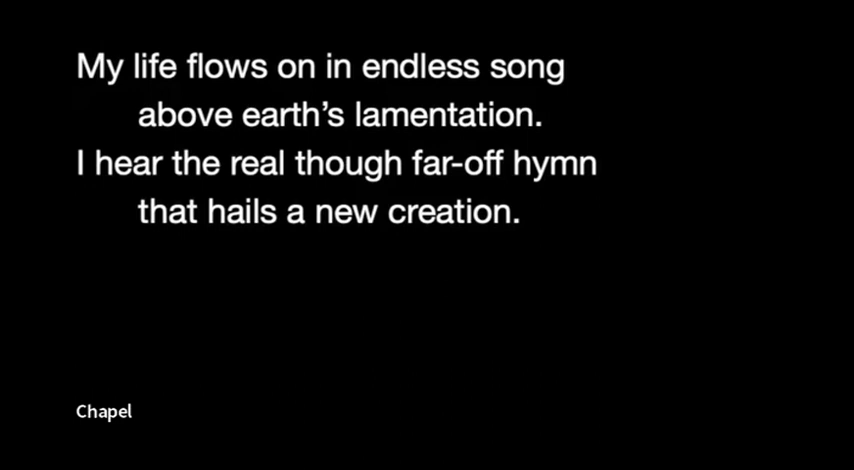 My life flows on in endless song
above earth’s lamentation.
I hear the real though far-off hymn
that hails a new creation.
Chapel